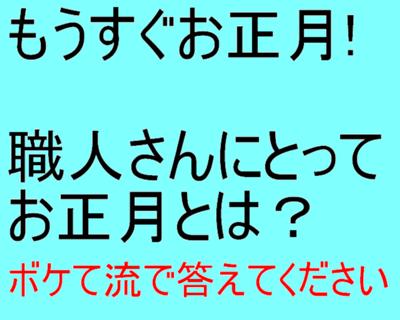 もうすぐお正月!
職人さんにとって
お正月とは？
ボケて流で答えてください